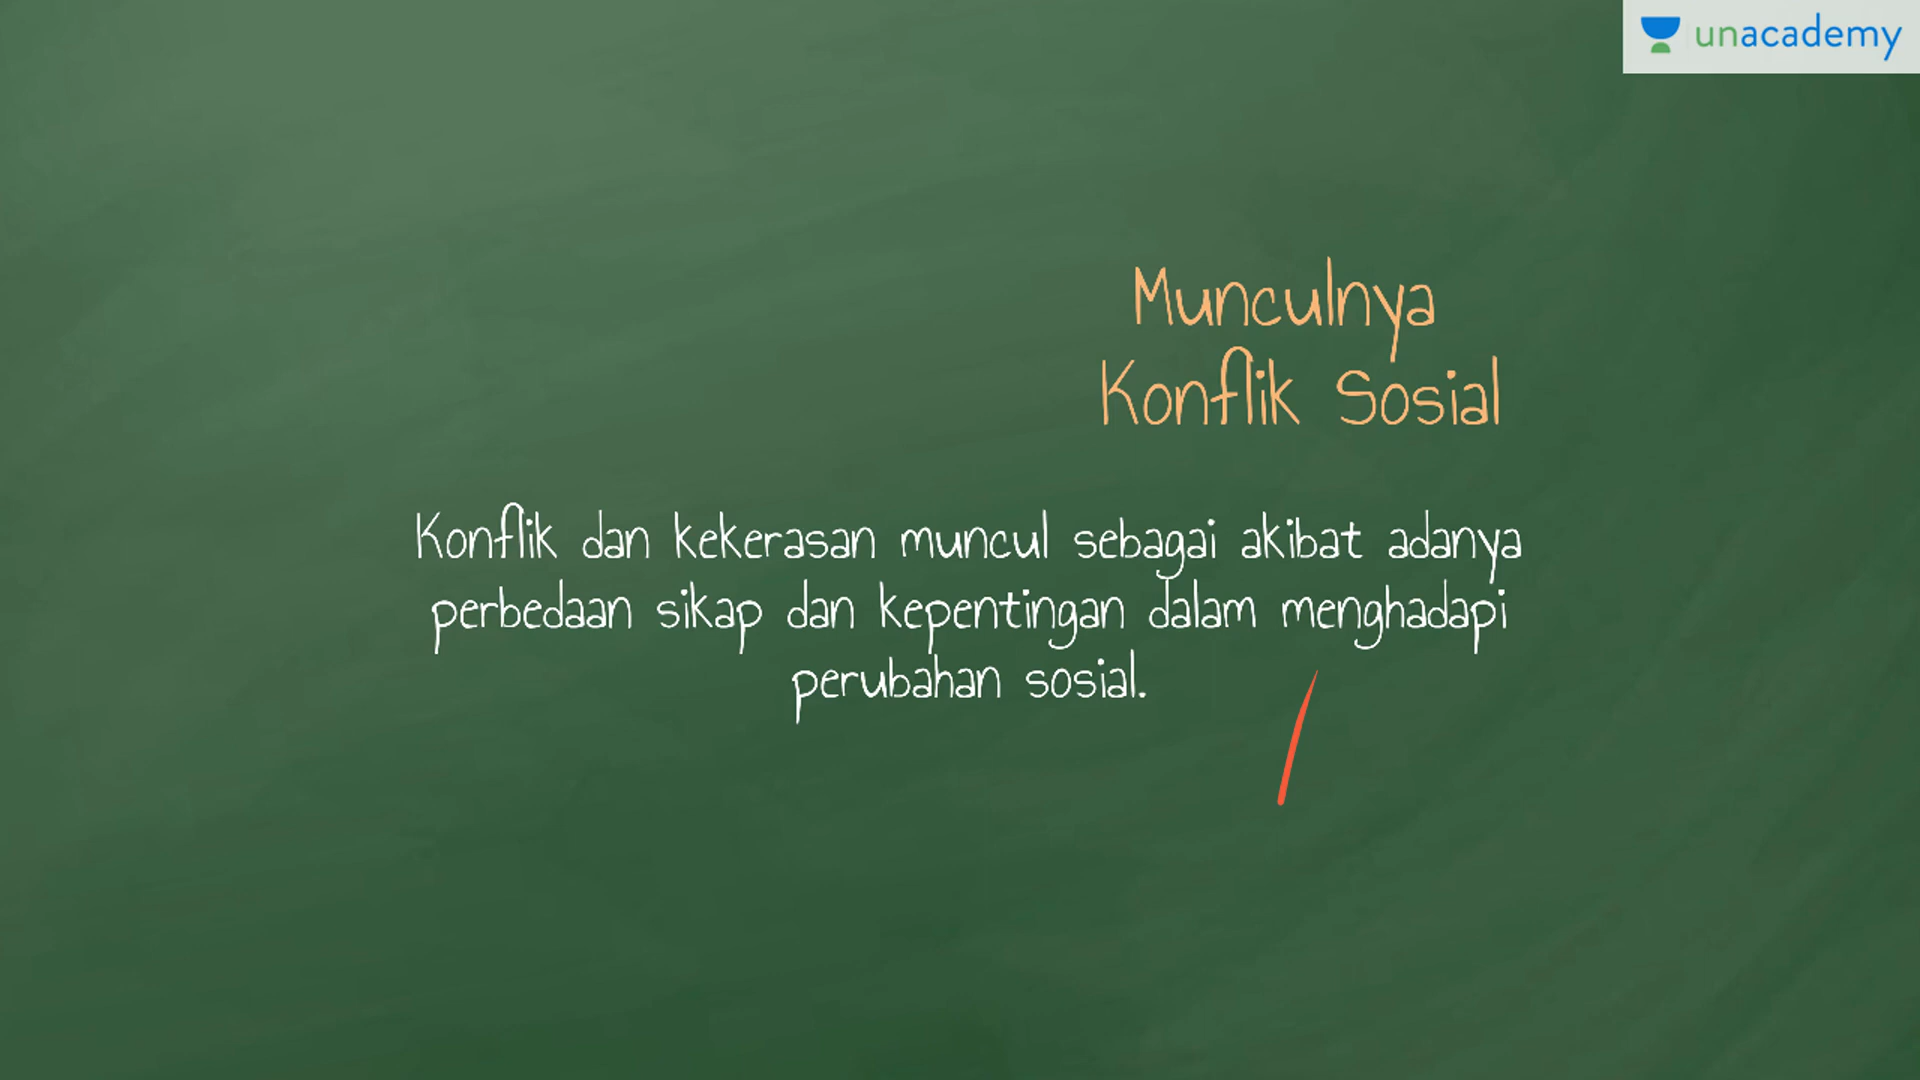 unacademy
Munculnya
Konflik Sosial
Konflik dan kekerasan muncul sebagai akibat adanya
perbedaan sikap dan kepentingan dalam menghadapi
perubahan sosial.